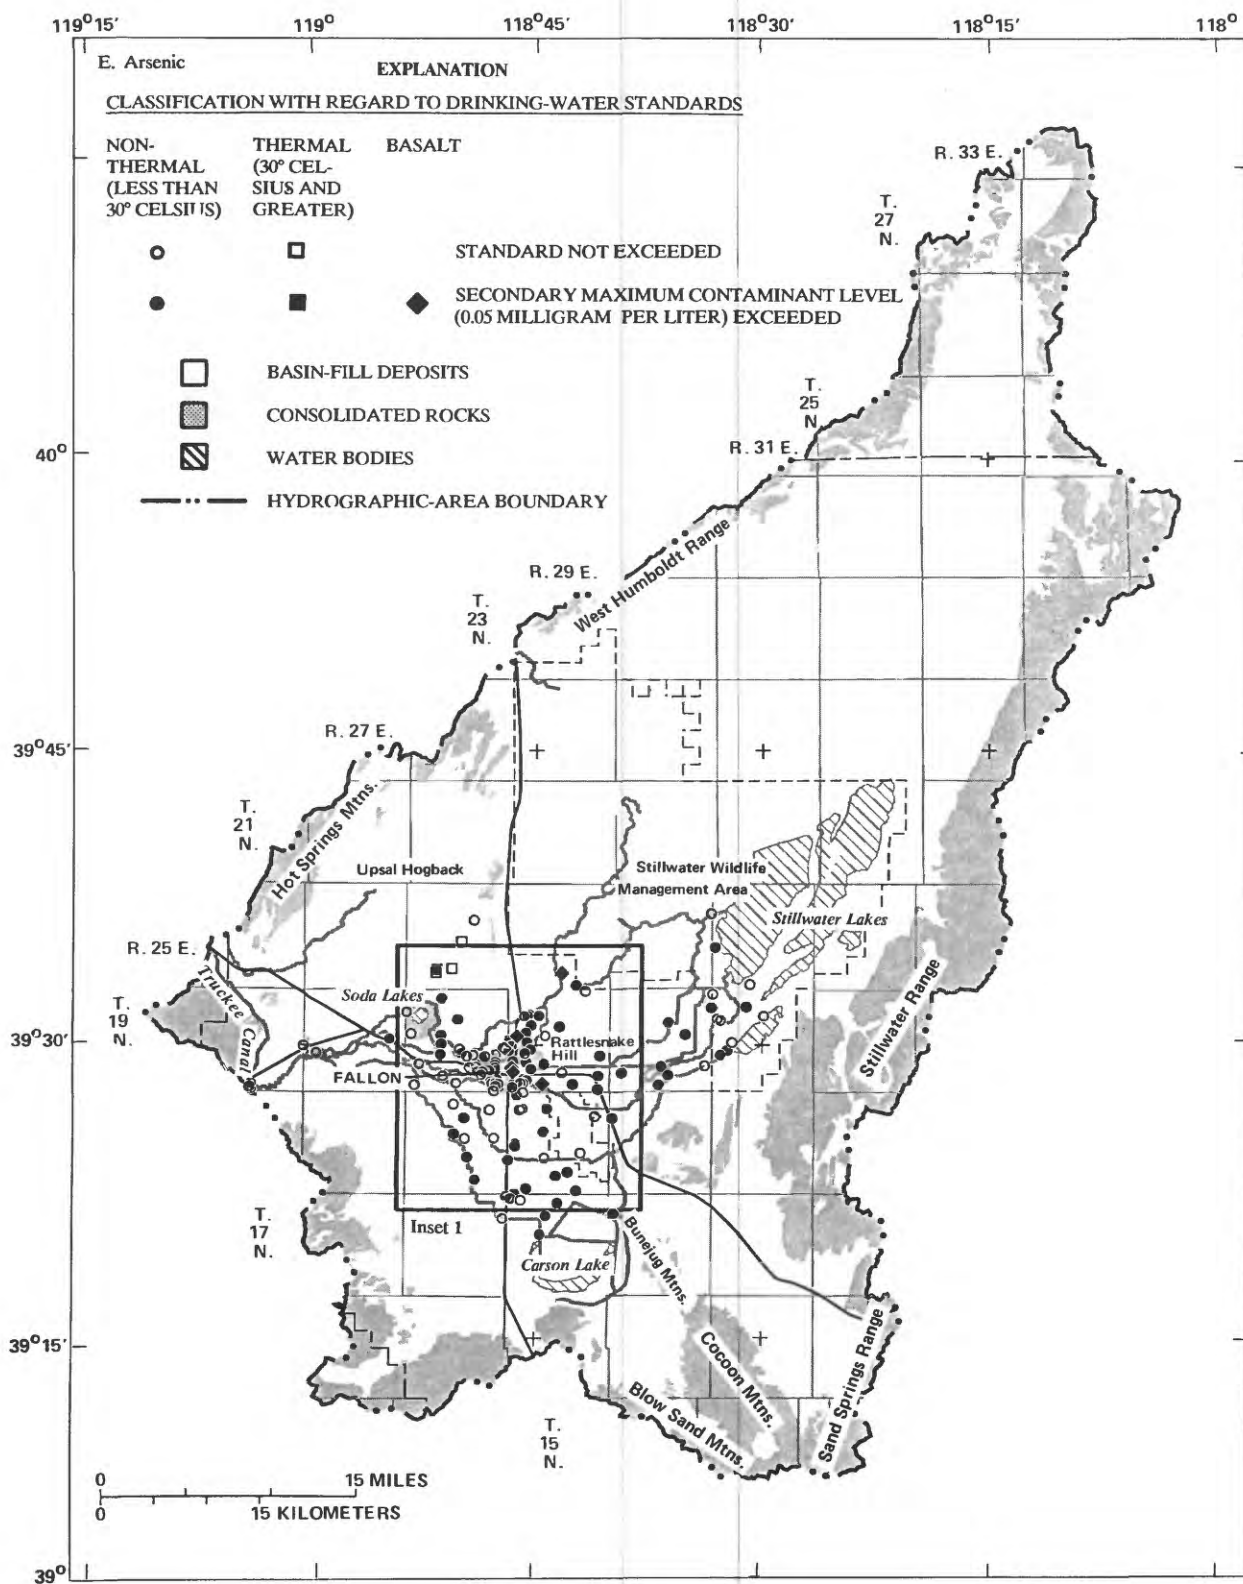 119°15′ 119° 118°45′ 118°30′ 118°15′ 118°
E. Arsenic
EXPLANATION
CLASSIFICATION WITH REGARD TO DRINKING-WATER STANDARDS
NON-
THERMAL
(LESS THAN
30° CELSIUS)
THERMAL
(30° CEL-
SIUS AND
GREATER)
BASALT
STANDARD NOT EXCEEDED
SECONDARY MAXIMUM CONTAMINANT LEVEL
(0.05 MILLIGRAM PER LITER) EXCEEDED
BASIN-FILL DEPOSITS
CONSOLIDATED ROCKS
WATER BODIES
HYDROGRAPHIC-AREA BOUNDARY
R. 33 E.
T.
27
N.
T.
25
N.
40°
R. 31 E.
West Humboldt Range
R. 29 E.
T.
23
N.
R. 27 E.
39°45′
T.
21
N.
Hot Springs Mtns.
Upsal Hogback
Stillwater Wildlife
Management Area
Stillwater Lakes
R. 25 E.
Truckee Canal
T.
19
N.
Soda Lakes
39°30′
Rattlesnake
Hill
FALLON
Stillwater Range
T.
17
N.
Inset 1
Carson Lake
Bunejug Mtns.
39°15′
Cocoon Mtns.
Sand Springs Range
Blow Sand Mtns.
T.
15
N.
0 15 MILES
0 15 KILOMETERS
39°